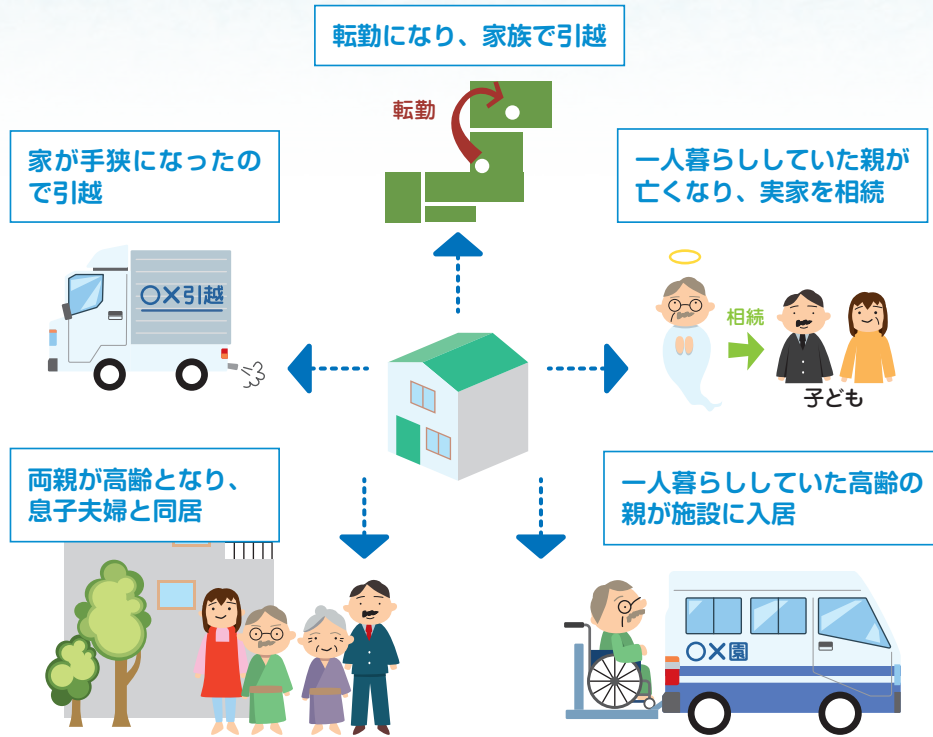 転勤になり、家族で引越
転勤
家が手狭になったの
で引越
〇×引越
一人暮らししていた親が
亡くなり、実家を相続
相続
子ども
両親が高齢となり、
息子夫婦と同居
一人暮らししていた高齢の
親が施設に入居
〇×園